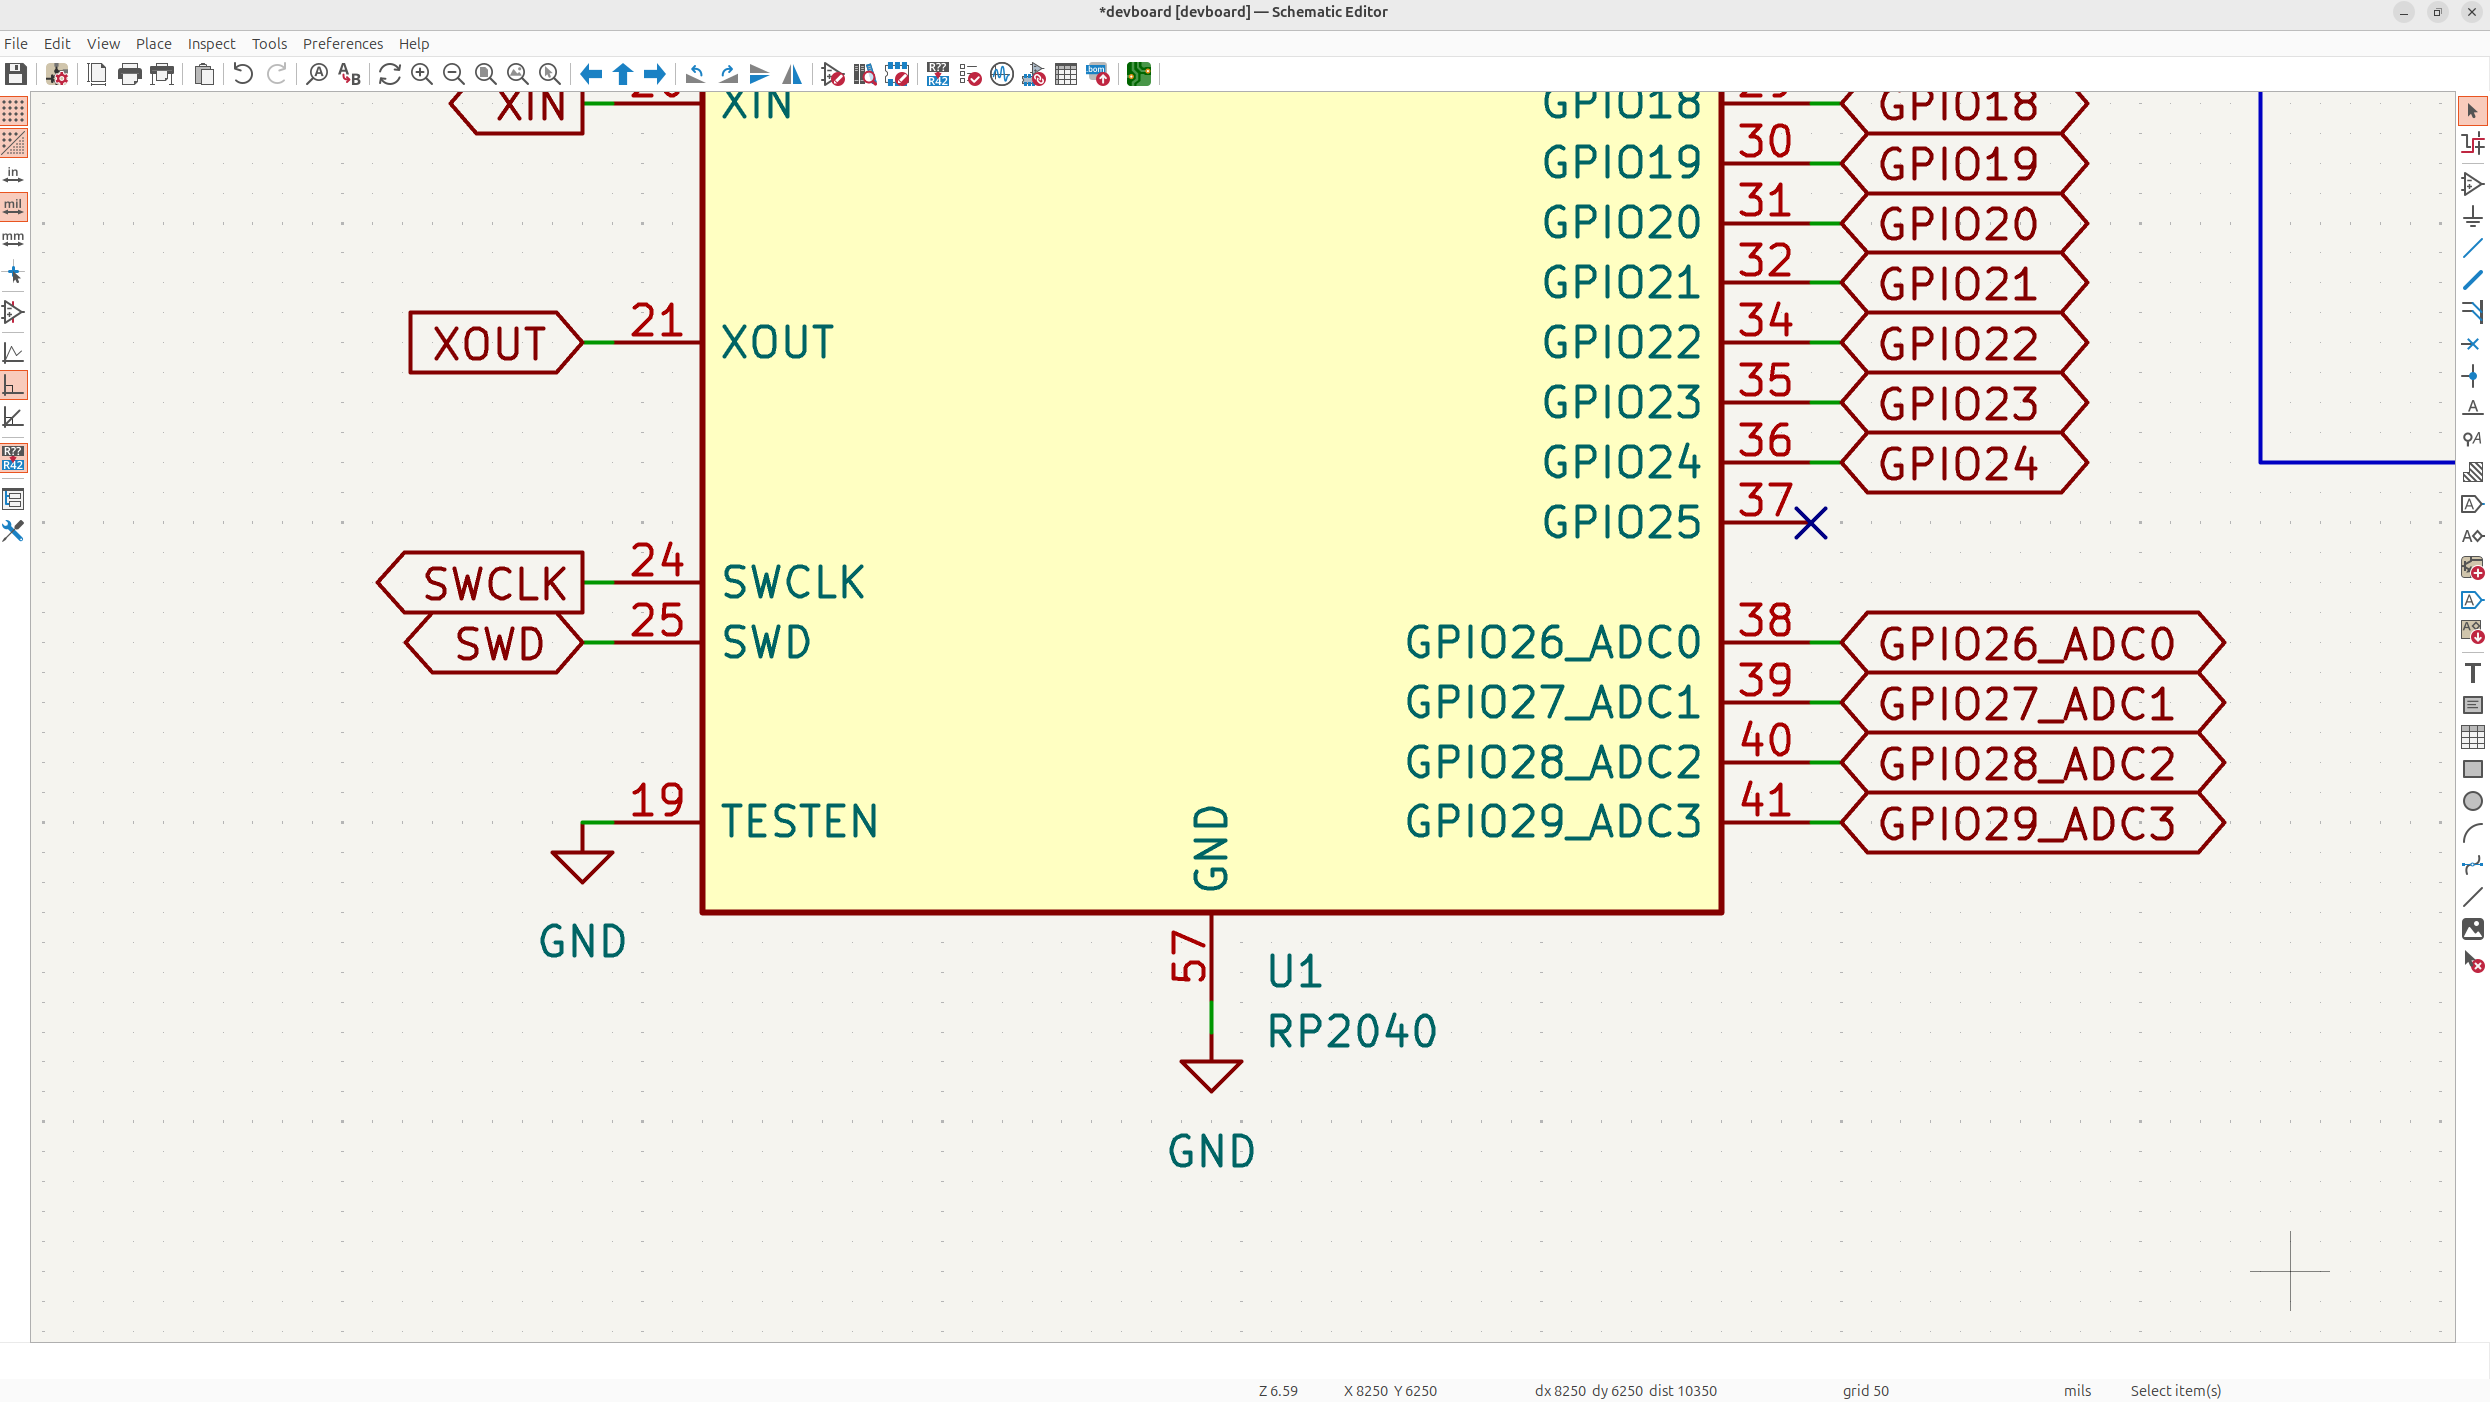 *devboard [devboard] — Schematic Editor
File Edit View Place Inspect Tools Preferences Help
XIN XIN GPIO18 29 GPIO18
GPIO19 30 GPIO19
GPIO20 31 GPIO20
GPIO21 32 GPIO21
XOUT 21 XOUT GPIO22 34 GPIO22
GPIO23 35 GPIO23
GPIO24 36 GPIO24
GPIO25 37
SWCLK 24 SWCLK
SWD 25 SWD GPIO26_ADC0 38 GPIO26_ADC0
GPIO27_ADC1 39 GPIO27_ADC1
GPIO28_ADC2 40 GPIO28_ADC2
19 TESTEN GND GPIO29_ADC3 41 GPIO29_ADC3
GND
57
U1
RP2040
GND
in
mil
mm
R??
R42
Z 6.59 X 8250 Y 6250 dx 8250 dy 6250 dist 10350 grid 50 mils Select item(s)